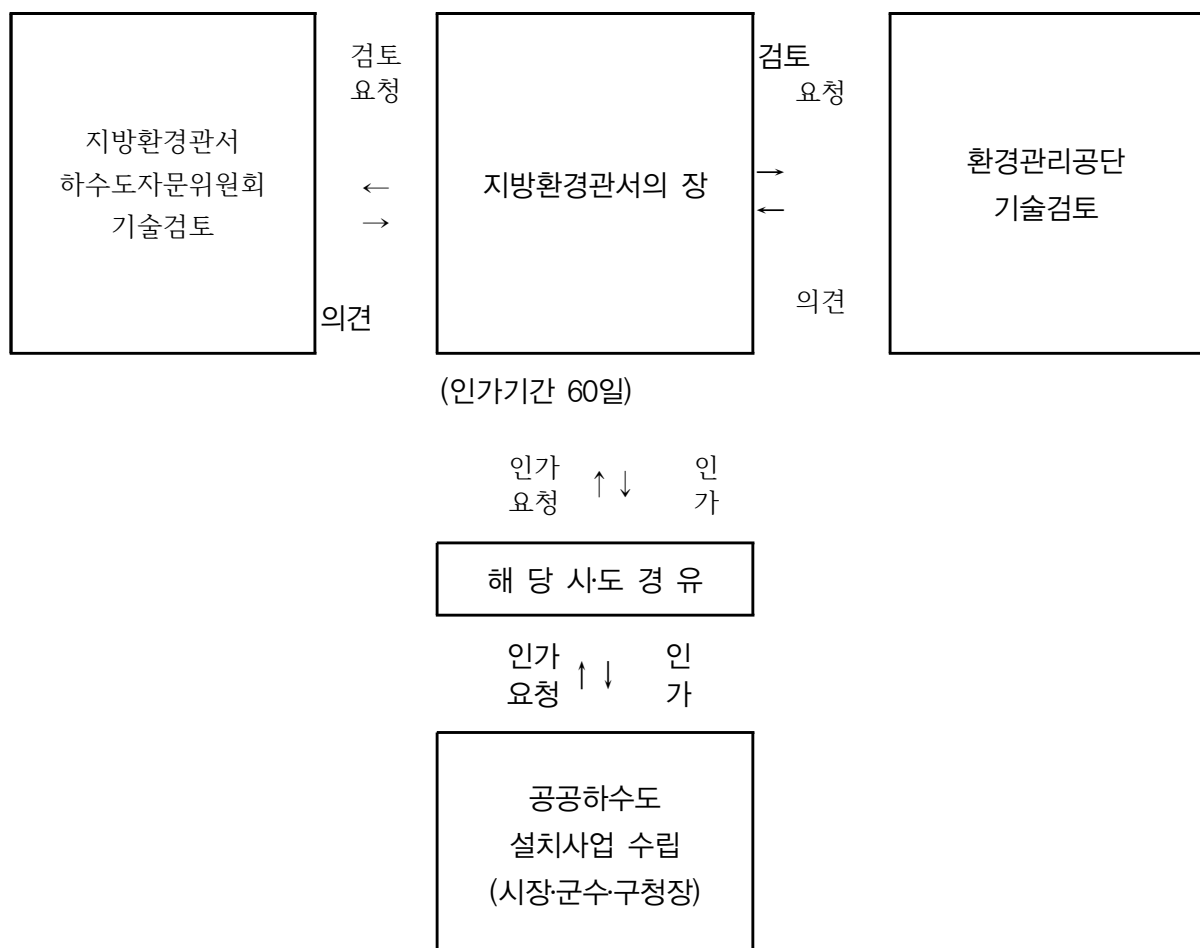 검토
요청
지방환경관서
하수도자문위원회
기술검토
←
→
의견
지방환경관서의 장
검토
요청
→
←
의견
환경관리공단
기술검토
(인가기간 60일)
인가
요청
↑↓
인
가
해 당 시·도 경 유
인가
요청
↑↓
인
가
공공하수도
설치사업 수립
(시장·군수·구청장)